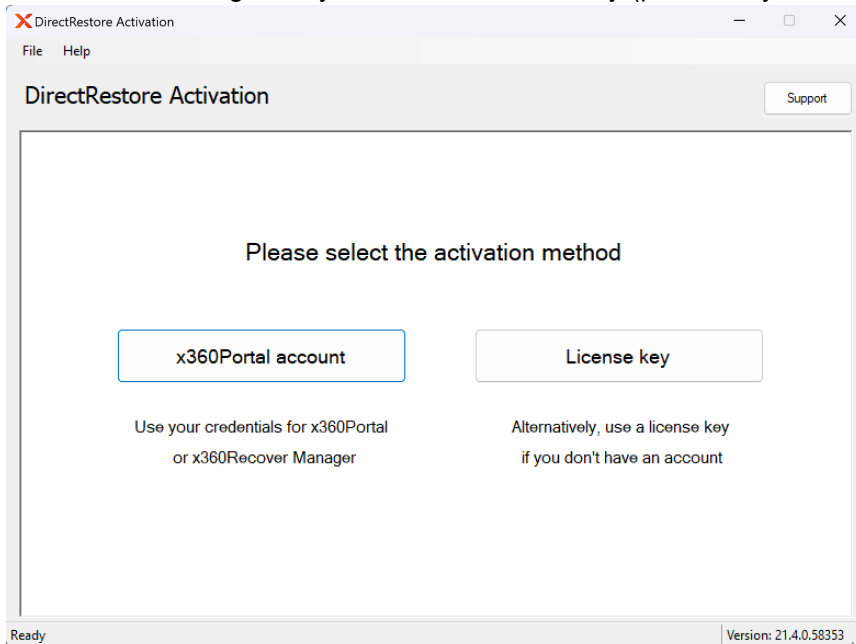 DirectRestore Activation
File Help
DirectRestore Activation
Support
Please select the activation method
x360Portal account
License key
Use your credentials for x360Portal
or x360Recover Manager
Alternatively, use a license key
if you don't have an account
Ready
Version: 21.4.0.58353